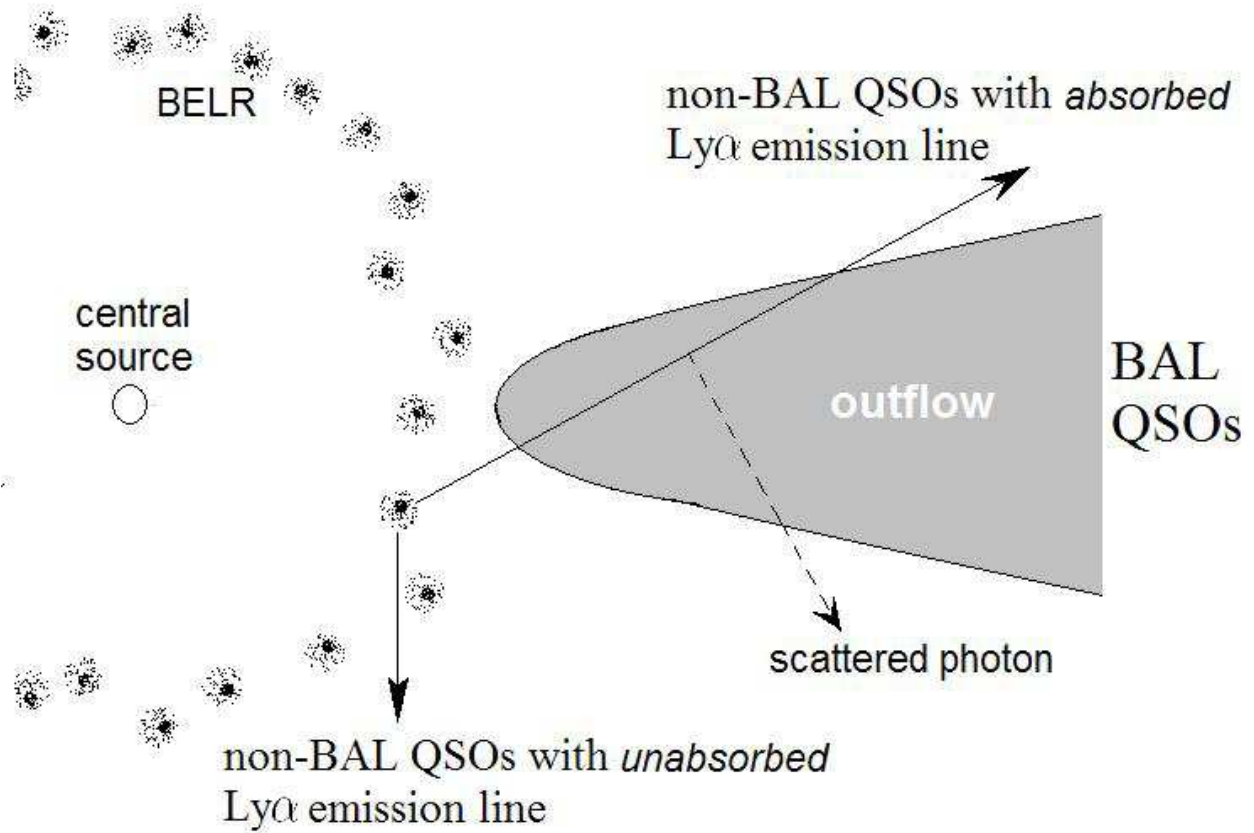 BELR
non-BAL QSOs with absorbed
Lyα emission line
central
source
outflow
BAL
QSOs
scattered photon
non-BAL QSOs with unabsorbed
Lyα emission line